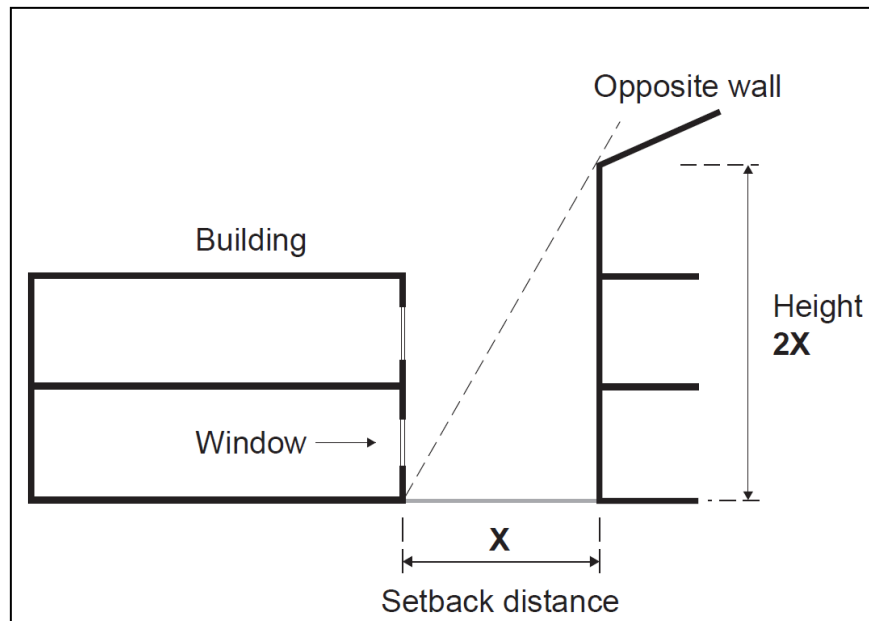 Opposite wall
Building
Height
2X
Window
X
Setback distance